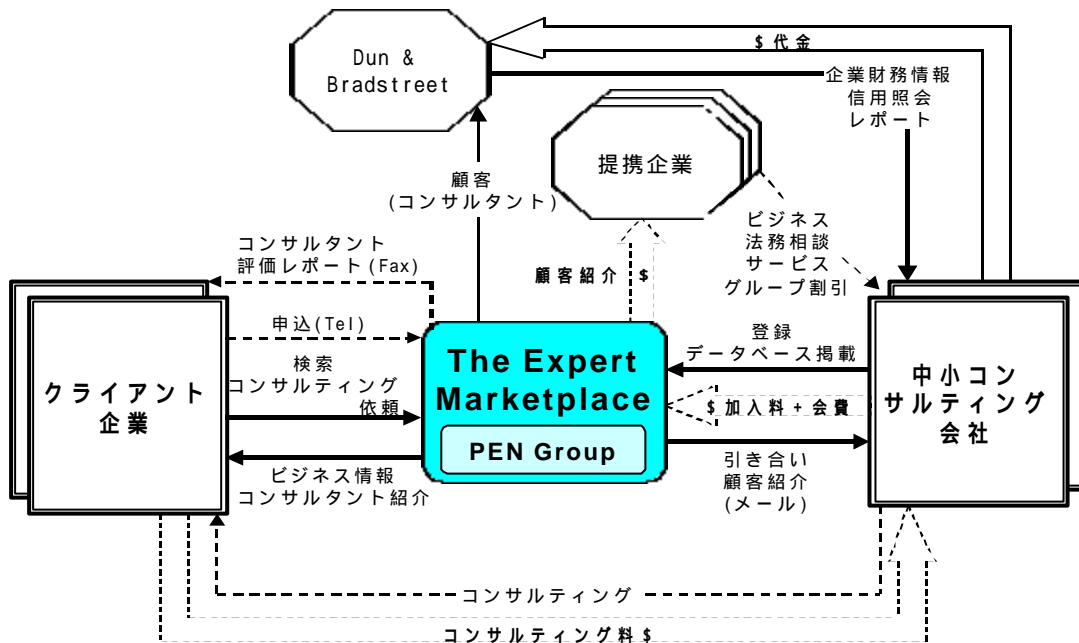 Dun &
Bradstreet
$代金
企業財務情報
信用照会
レポート
提携企業
顧客
(コンサルタント)
ビジネス
法務相談
サービス
グループ割引
コンサルタント
評価レポート(Fax)
顧客紹介 $
申込(Tel)
検索
コンサルティング
依頼
The Expert
Marketplace
PEN Group
登録
データベース掲載
$加入料+会費
クライアント
企業
中小コン
サルティング
会社
ビジネス情報
コンサルタント紹介
引き合い
顧客紹介
(メール)
コンサルティング
コンサルティング料$